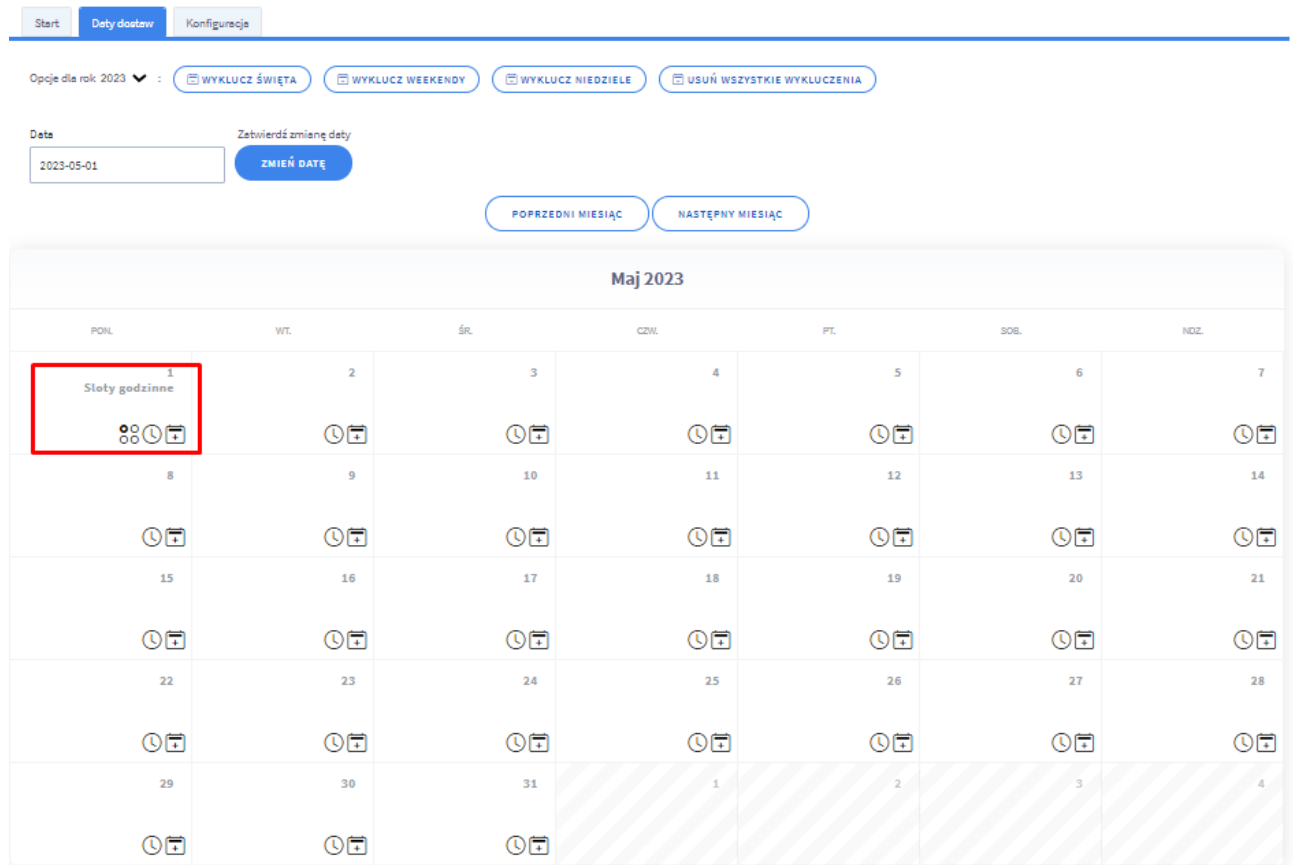 Start Daty dostaw Konfiguracja
Opcje dla rok 2023 : WYKLUCZ ŚWIĘTA WYKLUCZ WEEKENDY WYKLUCZ NIEDZIELE USUŃ WSZYSTKIE WYKLUCZENIA
Data Zatwierdź zmianę daty
2023-05-01 ZMIEŃ DATĘ
POPRZEDNI MIESIĄC NASTĘPNY MIESIĄC
Maj 2023
PON. WT. ŚR. CZW. PT. SOB. NDZ.
1 2 3 4 5 6 7
Sloty godzinne
8 9 10 11 12 13 14
15 16 17 18 19 20 21
22 23 24 25 26 27 28
29 30 31 1 2 3 4